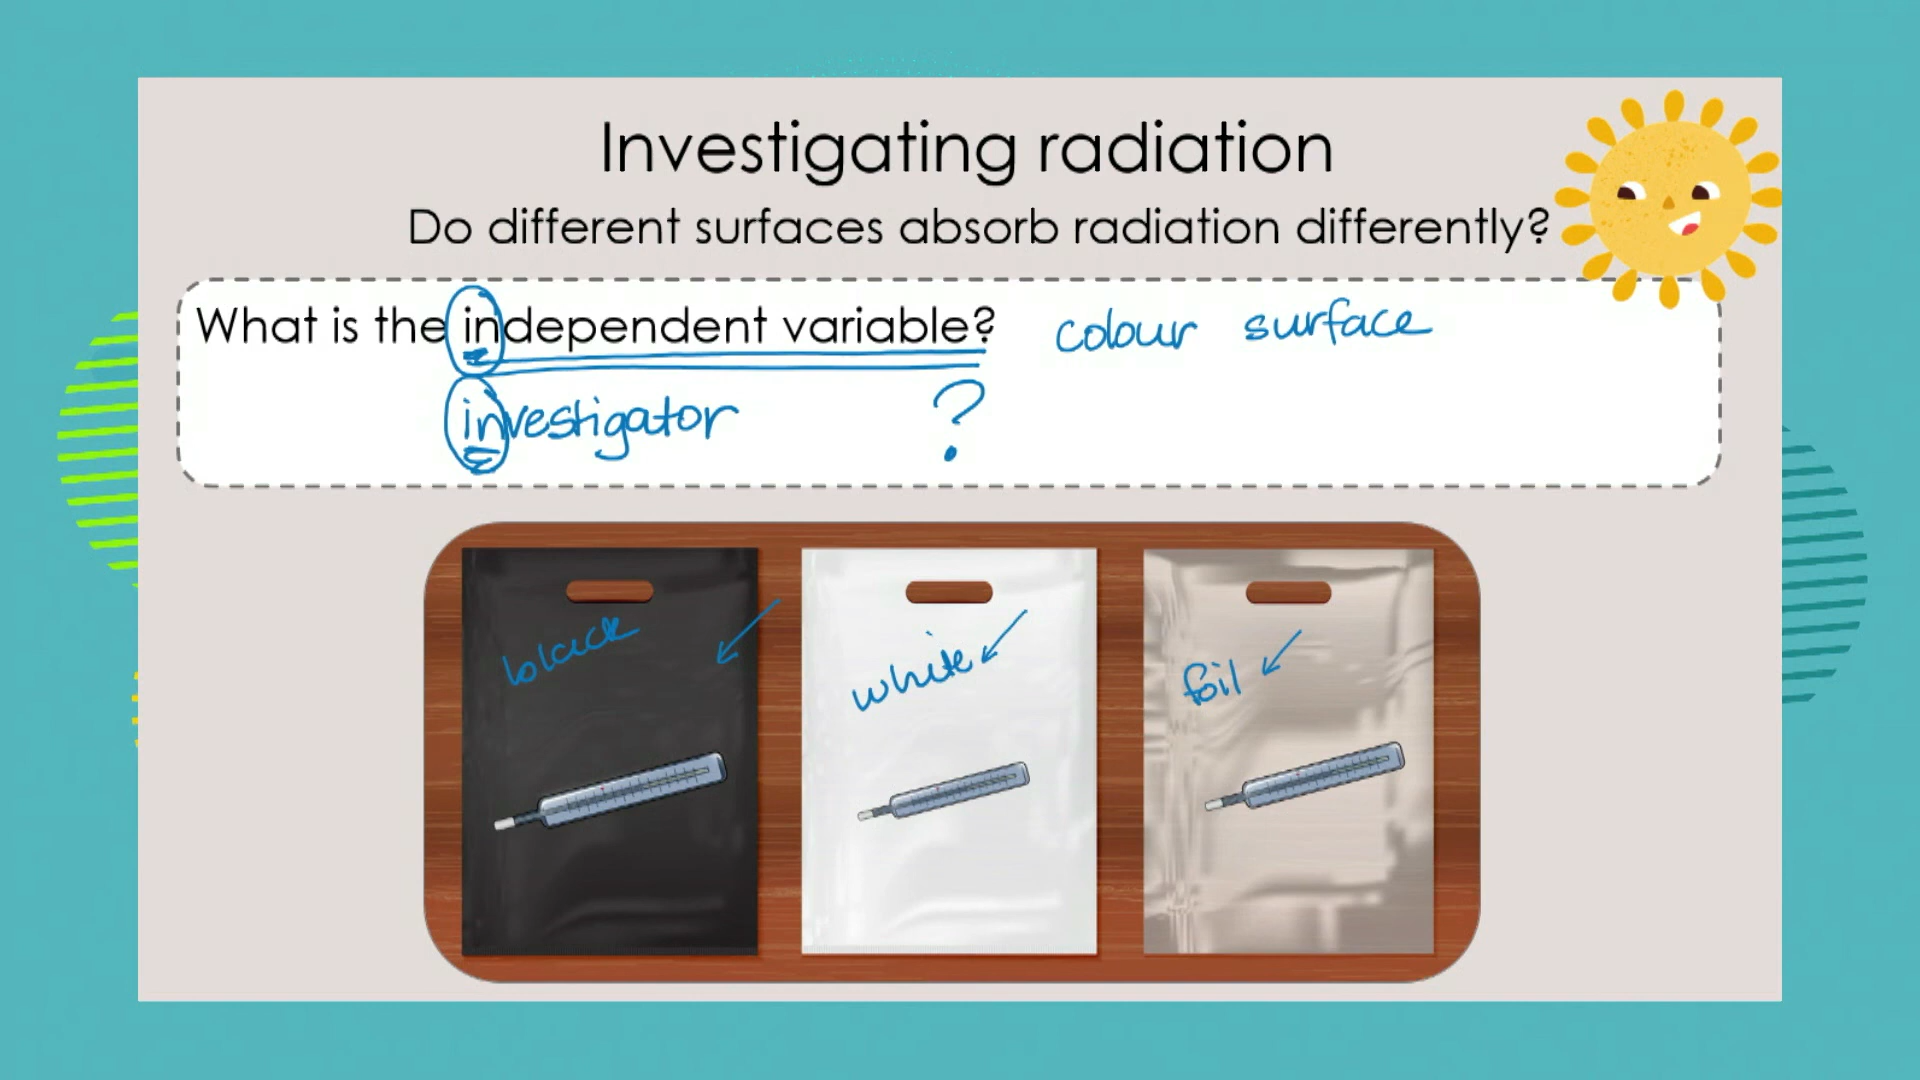 Investigating radiation
Do different surfaces absorb radiation differently?
What is the independent variable? colour surface
investigator ?
black
white
foil